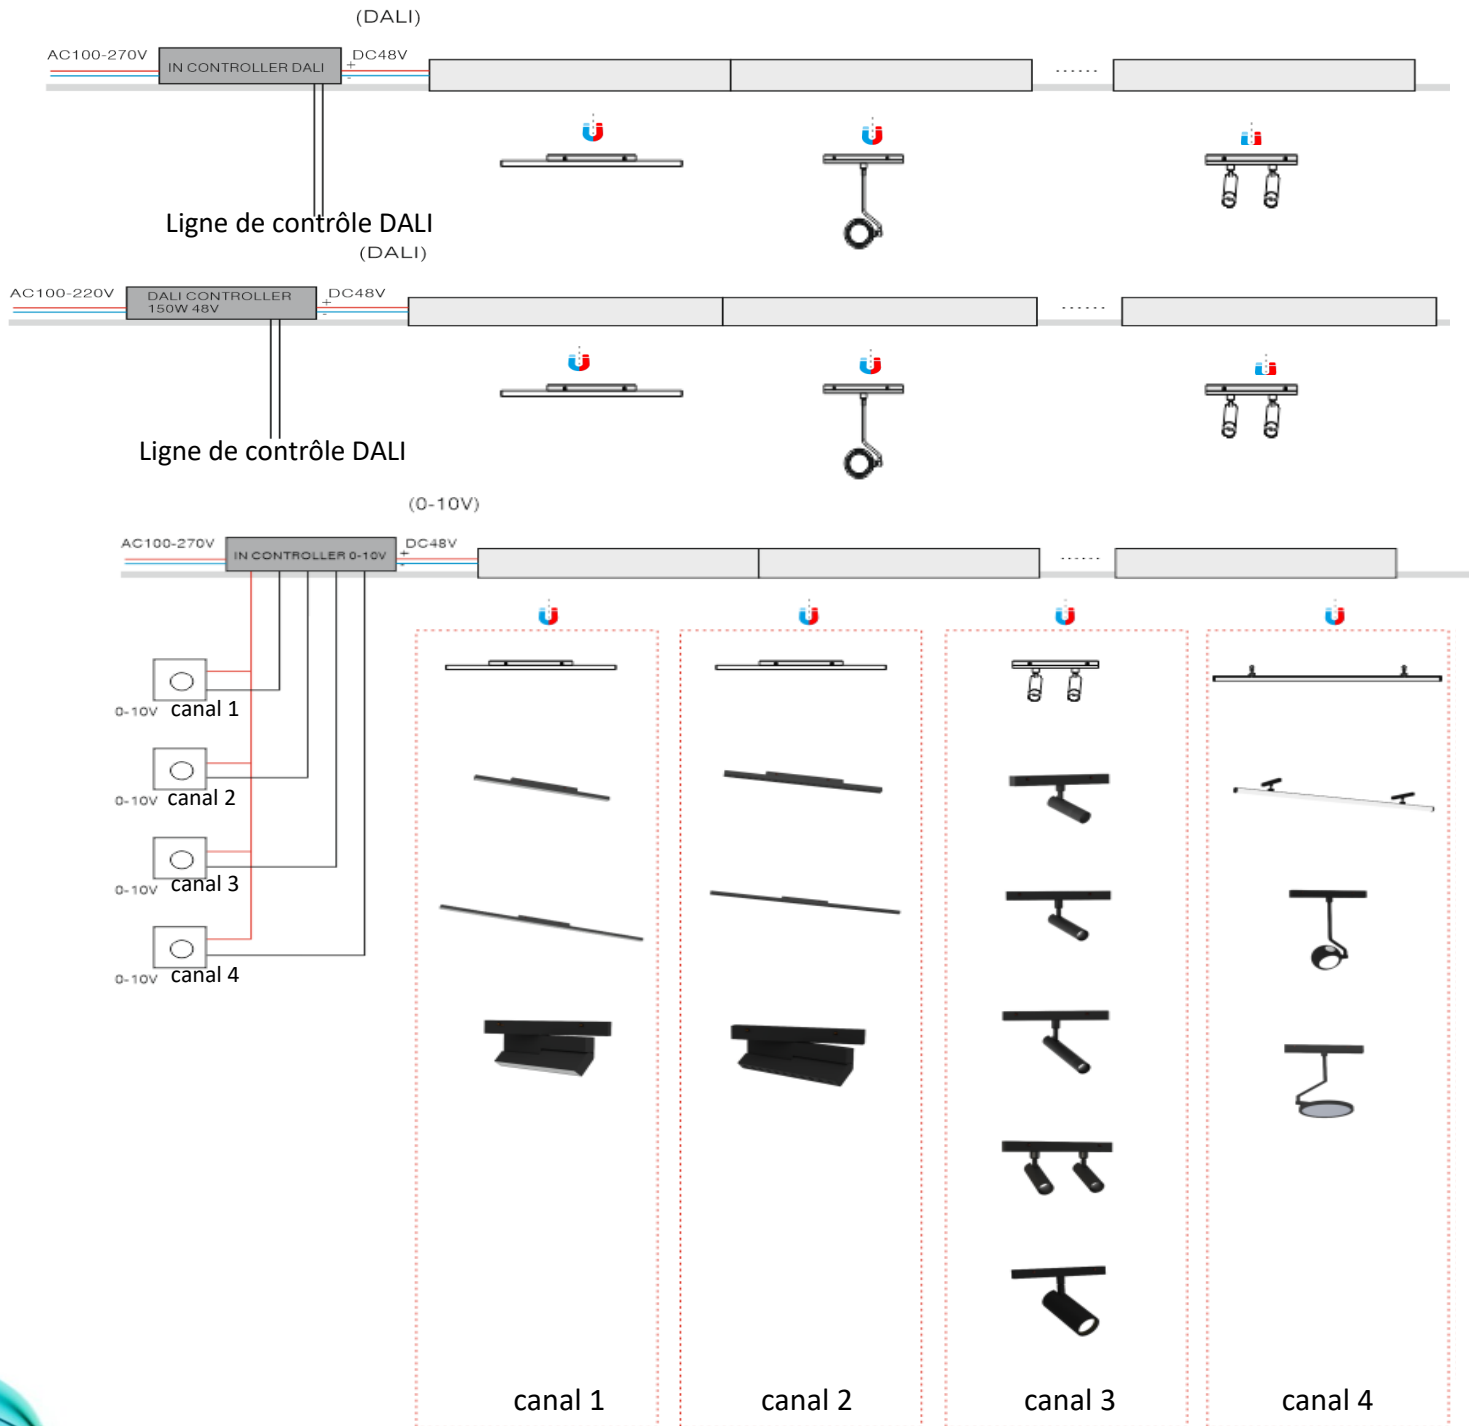 (DALI)
AC100-270V
IN CONTROLLER DALI
+
DC48V
-
......
Ligne de contrôle DALI
(DALI)
AC100-220V
DALI CONTROLLER
150W 48V
+
DC48V
-
......
Ligne de contrôle DALI
(0-10V)
AC100-270V
IN CONTROLLER 0-10V
+
DC48V
-
......
0-10V canal 1
0-10V canal 2
0-10V canal 3
0-10V canal 4
canal 1
canal 2
canal 3
canal 4